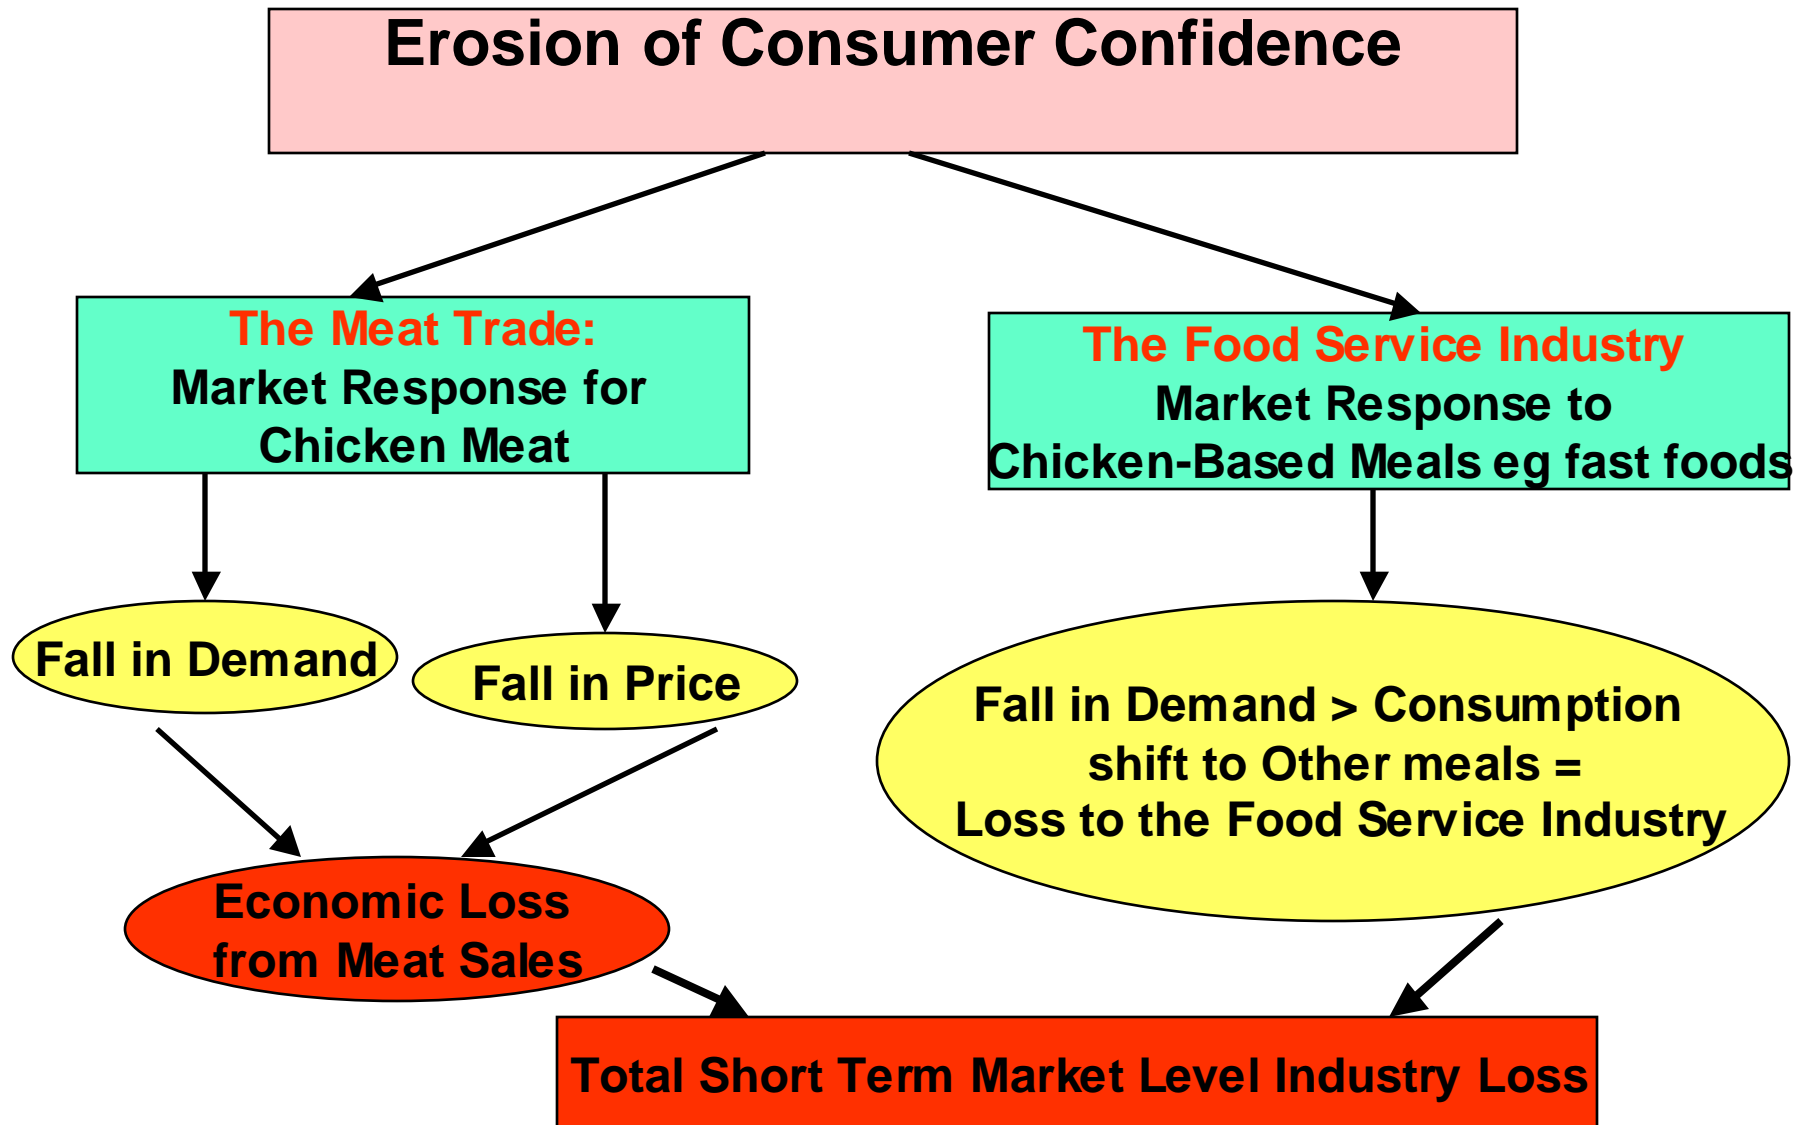 Erosion of Consumer Confidence
The Meat Trade:
Market Response for
Chicken Meat
The Food Service Industry
Market Response to
Chicken-Based Meals eg fast foods
Fall in Demand
Fall in Price
Fall in Demand > Consumption
shift to Other meals =
Loss to the Food Service Industry
Economic Loss
from Meat Sales
Total Short Term Market Level Industry Loss